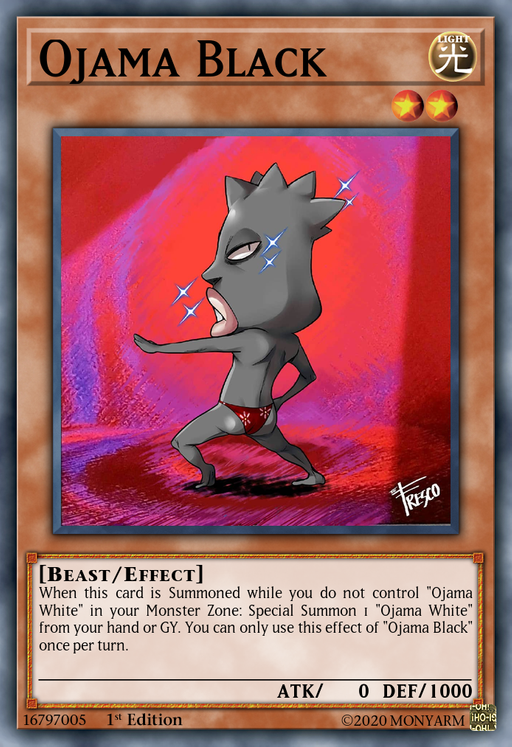 OJAMA BLACK
LIGHT
光
FRESCO
[BEAST/EFFECT]
When this card is Summoned while you do not control "Ojama
White" in your Monster Zone: Special Summon 1 "Ojama White"
from your hand or GY. You can only use this effect of "Ojama Black"
once per turn.
ATK/ 0 DEF/1000
16797005 1st Edition ©2020 MONYARM